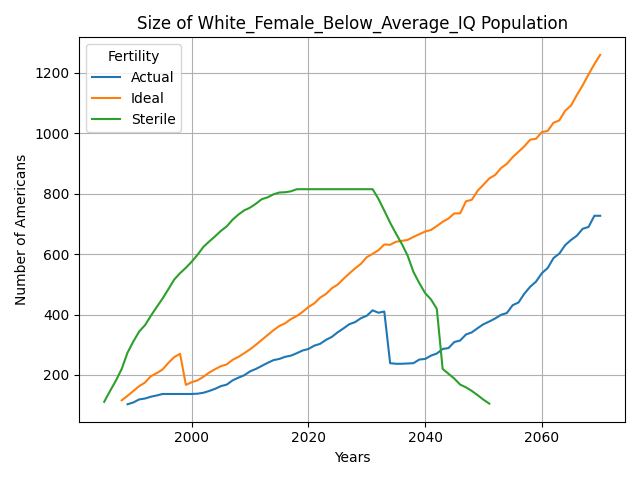 Size of White_Female_Below_Average_IQ Population
Fertility
Actual
Ideal
Sterile
Number of Americans
1200
1000
800
600
400
200
2000
2020
2040
2060
Years